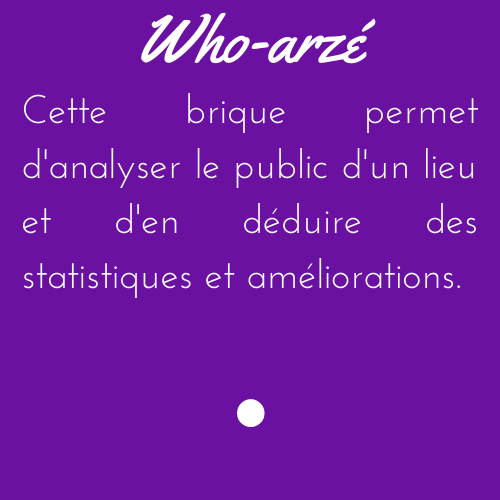 Who-arzé
Cette brique permet
d'analyser le public d'un lieu
et d'en déduire des
statistiques et améliorations.